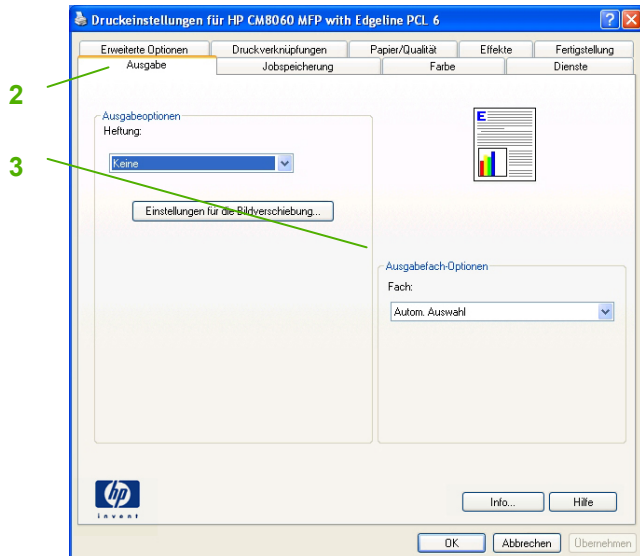 Druckeinstellungen für HP CM8060 MFP with Edgeline PCL 6
Erweiterte Optionen Druckverknüpfungen Papier/Qualität Effekte Fertigstellung
Ausgabe Jobspeicherung Farbe Dienste
2
Ausgabeoptionen
Heftung:
E
3
Keine
Einstellungen für die Bildverschiebung...
Ausgabefach-Optionen
Fach:
Autom. Auswahl
hp
invent
Info... Hilfe
OK Abbrechen Übernehmen